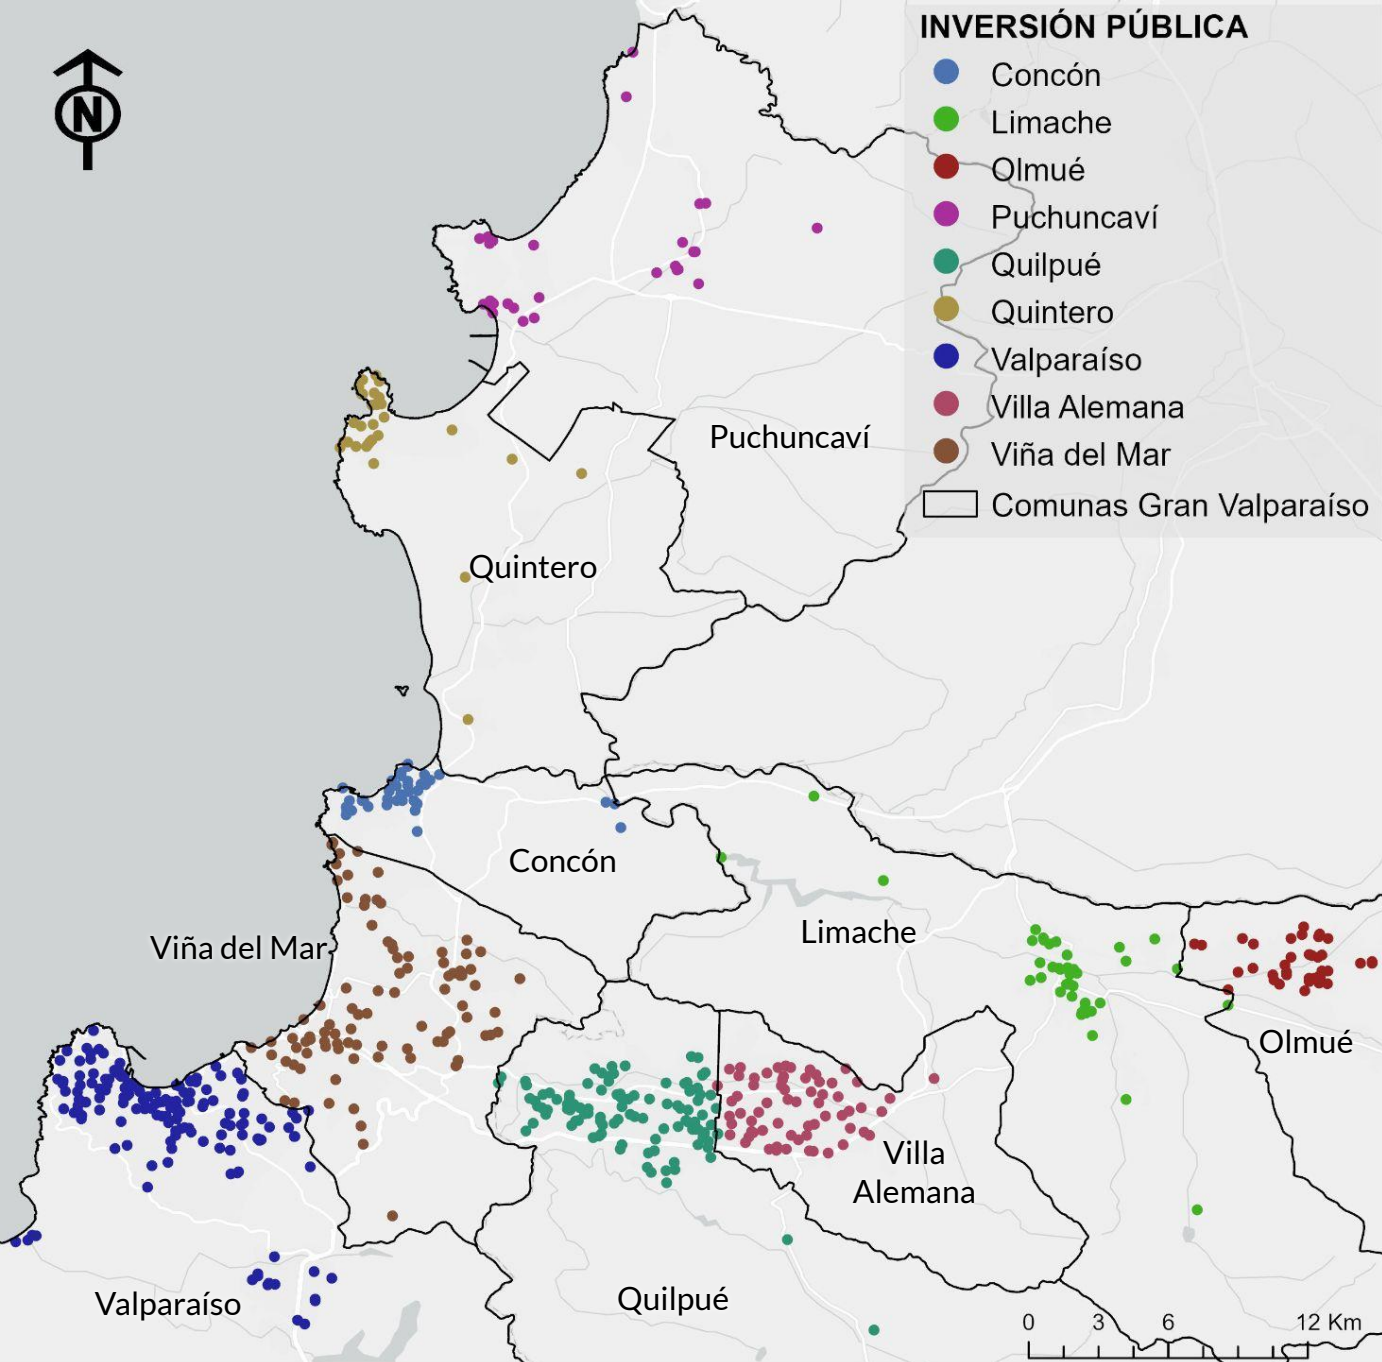 N
INVERSIÓN PÚBLICA
Concón
Limache
Olmué
Puchuncaví
Quilpué
Quintero
Valparaíso
Villa Alemana
Viña del Mar
Comunas Gran Valparaíso
Puchuncaví
Quintero
Concón
Limache
Viña del Mar
Olmué
Villa
Alemana
Quilpué
Valparaíso
0 3 6 12 Km